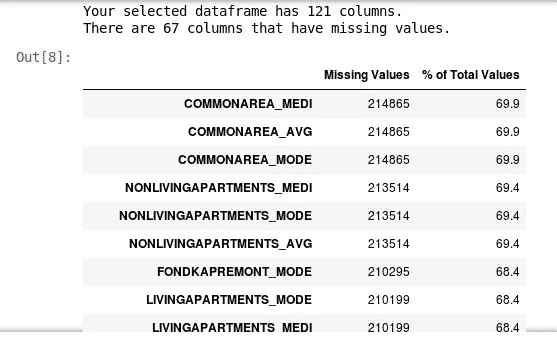 Your selected dataframe has 121 columns.
There are 67 columns that have missing values.
Out[8]:
Missing Values % of Total Values
COMMONAREA_MEDI 214865 69.9
COMMONAREA_AVG 214865 69.9
COMMONAREA_MODE 214865 69.9
NONLIVINGAPARTMENTS_MEDI 213514 69.4
NONLIVINGAPARTMENTS_MODE 213514 69.4
NONLIVINGAPARTMENTS_AVG 213514 69.4
FONDKAPREMONT_MODE 210295 68.4
LIVINGAPARTMENTS_MODE 210199 68.4
LIVINGAPARTMENTS_MEDI 210199 68.4